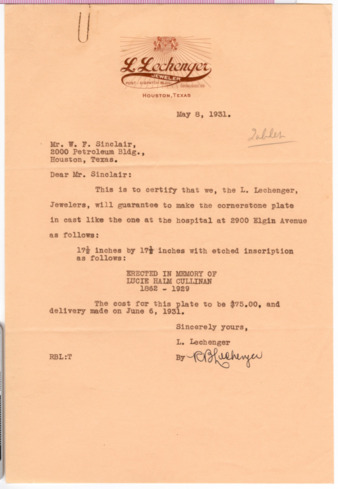 L. Lechenger
JEWELER
HOUSTON, TEXAS
May 8, 1931.
Tablet
Mr. W. F. Sinclair,
2000 Petroleum Bldg.,
Houston, Texas.
Dear Mr. Sinclair:
This is to certify that we, the L. Lechenger,
Jewelers, will guarantee to make the cornerstone plate
in cast like the one at the hospital at 2900 Elgin Avenue
as follows:
17½ inches by 17½ inches with etched inscription
as follows:
ERECTED IN MEMORY OF
LUCIE HALM CULLINAN
1862 - 1929
The cost for this plate to be $75.00, and
delivery made on June 6, 1931.
Sincerely yours,
L. Lechenger
RBL:T
By RBLechenger